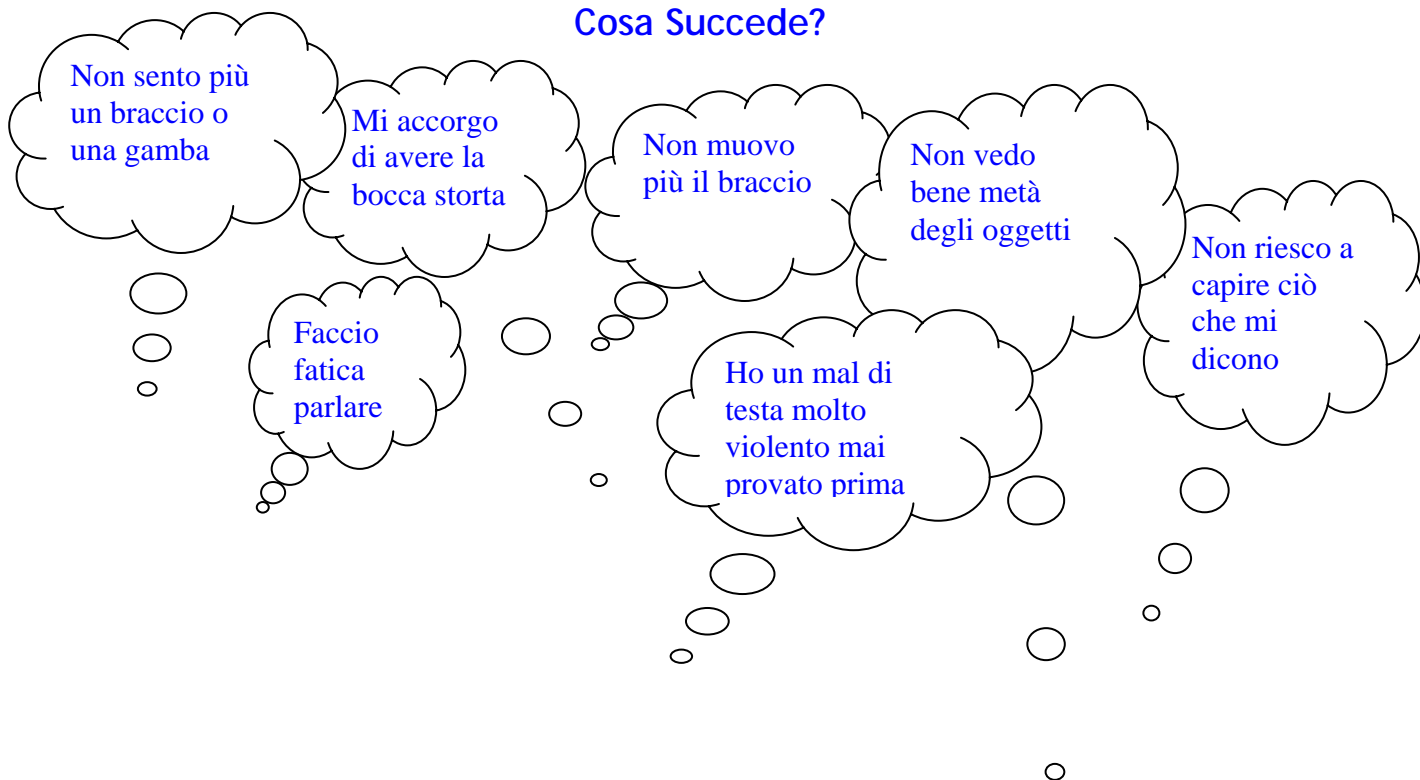 Cosa Succede?
Non sento più
un braccio o
una gamba
Mi accorgo
di avere la
bocca storta
Non muovo
più il braccio
Non vedo
bene metà
degli oggetti
Non riesco a
capire ciò
che mi
dicono
Faccio
fatica
parlare
Ho un mal di
testa molto
violento mai
provato prima